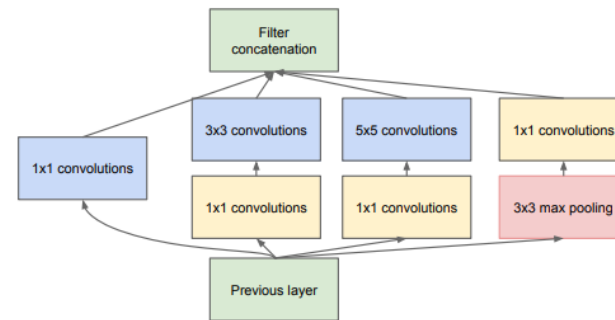 Filter
concatenation
3x3 convolutions
5x5 convolutions
1x1 convolutions
1x1 convolutions
1x1 convolutions
1x1 convolutions
3x3 max pooling
Previous layer